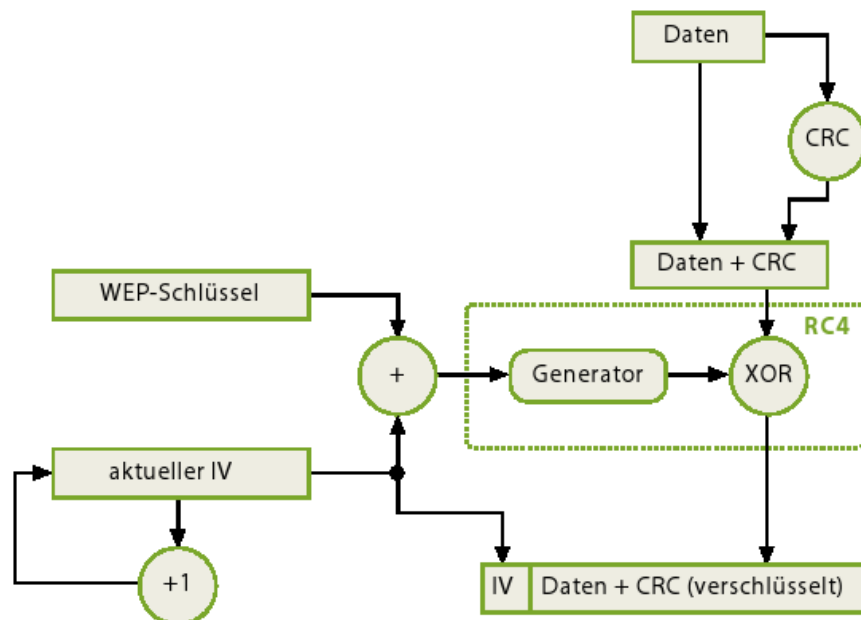 Daten
CRC
Daten + CRC
WEP-Schlüssel
RC4
+
Generator
XOR
aktueller IV
+1
IV
Daten + CRC (verschlüsselt)